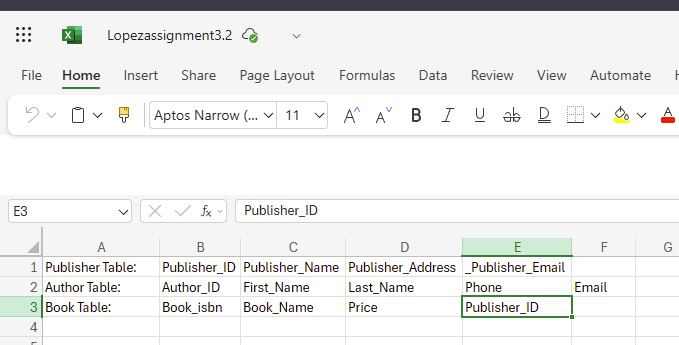 Lopezassignment3.2
File Home Insert Share Page Layout Formulas Data Review View Automate
Aptos Narrow (... 11 A A B I U ab D A
E3 fx Publisher_ID
A B C D E F G
1 Publisher Table: Publisher_ID Publisher_Name Publisher_Address _Publisher_Email
2 Author Table: Author_ID First_Name Last_Name Phone Email
3 Book Table: Book_isbn Book_Name Price Publisher_ID
4